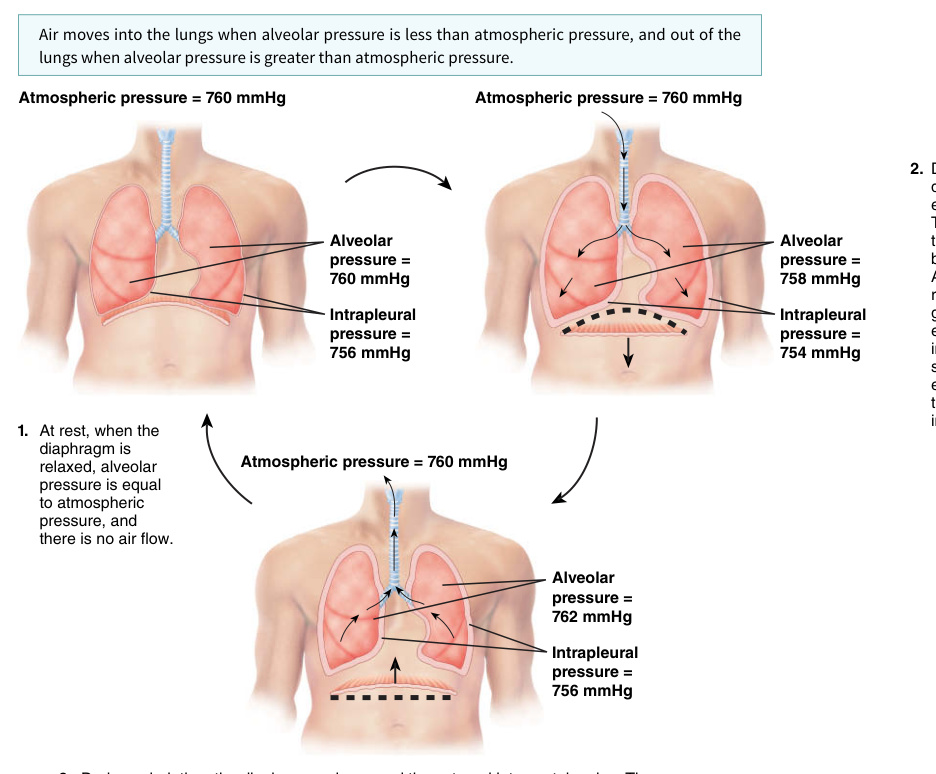 Air moves into the lungs when alveolar pressure is less than atmospheric pressure, and out of the
lungs when alveolar pressure is greater than atmospheric pressure.
Atmospheric pressure = 760 mmHg
Alveolar
pressure =
760 mmHg
Intrapleural
pressure =
756 mmHg
1. At rest, when the
diaphragm is
relaxed, alveolar
pressure is equal
to atmospheric
pressure, and
there is no air flow.
Atmospheric pressure = 760 mmHg
Alveolar
pressure =
758 mmHg
Intrapleural
pressure =
754 mmHg
2.
Atmospheric pressure = 760 mmHg
Alveolar
pressure =
762 mmHg
Intrapleural
pressure =
756 mmHg